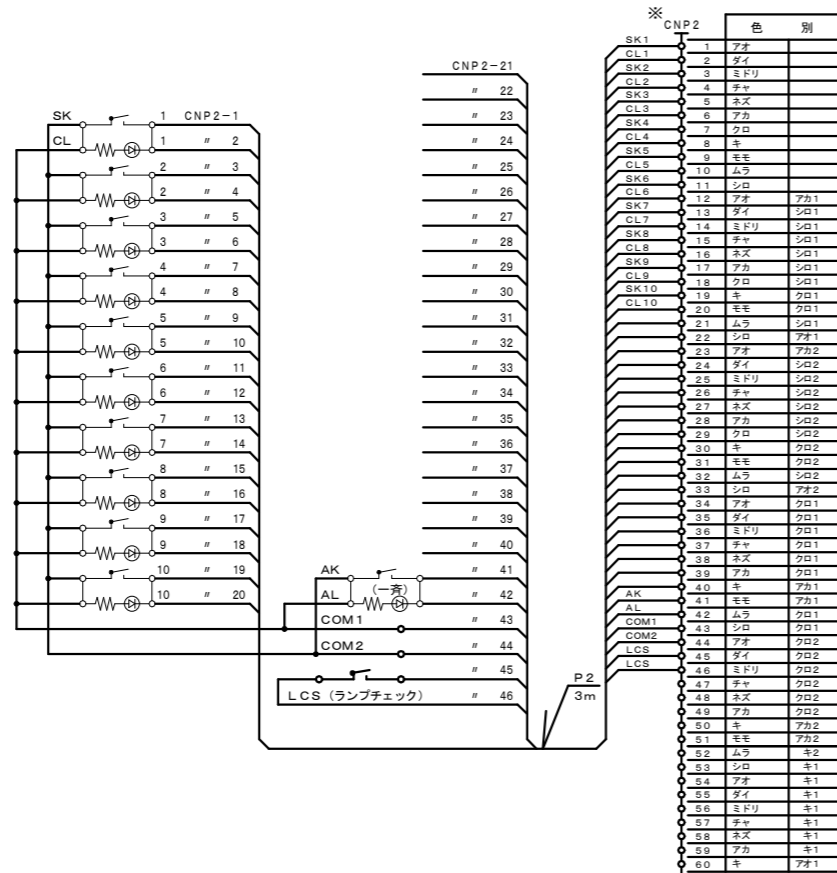 SK 1 CNP2-1
CL 1 〃 2
2 〃 3
2 〃 4
3 〃 5
3 〃 6
4 〃 7
4 〃 8
5 〃 9
5 〃 10
6 〃 11
6 〃 12
7 〃 13
7 〃 14
8 〃 15
8 〃 16
9 〃 17
9 〃 18
10 〃 19
10 〃 20
CNP2-21
〃 22
〃 23
〃 24
〃 25
〃 26
〃 27
〃 28
〃 29
〃 30
〃 31
〃 32
〃 33
〃 34
〃 35
〃 36
〃 37
〃 38
〃 39
〃 40
AK 〃 41
(一斉)
AL 〃 42
COM1 〃 43
COM2 〃 44
〃 45
LCS (ランプチェック) 〃 46
P2
3m
※
CNP2
色 別
SK1 1 アオ
CL1 2 ダイ
SK2 3 ミドリ
CL2 4 チャ
SK3 5 ネズ
CL3 6 アカ
SK4 7 クロ
CL4 8 キ
SK5 9 モモ
CL5 10 ムラ
SK6 11 シロ
CL6 12 アオ アカ1
SK7 13 ダイ シロ1
CL7 14 ミドリ シロ1
SK8 15 チャ シロ1
CL8 16 ネズ シロ1
SK9 17 アカ シロ1
CL9 18 クロ シロ1
SK10 19 キ クロ1
CL10 20 モモ クロ1
21 ムラ シロ1
22 シロ アオ1
23 アオ アカ2
24 ダイ シロ2
25 ミドリ シロ2
26 チャ シロ2
27 ネズ シロ2
28 アカ シロ2
29 クロ シロ2
30 キ クロ2
31 モモ クロ2
32 ムラ シロ2
33 シロ アオ2
34 アオ クロ1
35 ダイ クロ1
36 ミドリ クロ1
37 チャ クロ1
38 ネズ クロ1
39 アカ クロ1
40 キ アカ1
AK 41 モモ アカ1
AL 42 ムラ クロ1
COM1 43 シロ クロ1
COM2 44 アオ クロ2
LCS 45 ダイ クロ2
LCS 46 ミドリ クロ2
47 チャ クロ2
48 ネズ クロ2
49 アカ クロ2
50 キ アカ2
51 モモ アカ2
52 ムラ キ2
53 シロ キ1
54 アオ キ1
55 ダイ キ1
56 ミドリ キ1
57 チャ キ1
58 ネズ キ1
59 アカ キ1
60 キ アオ1